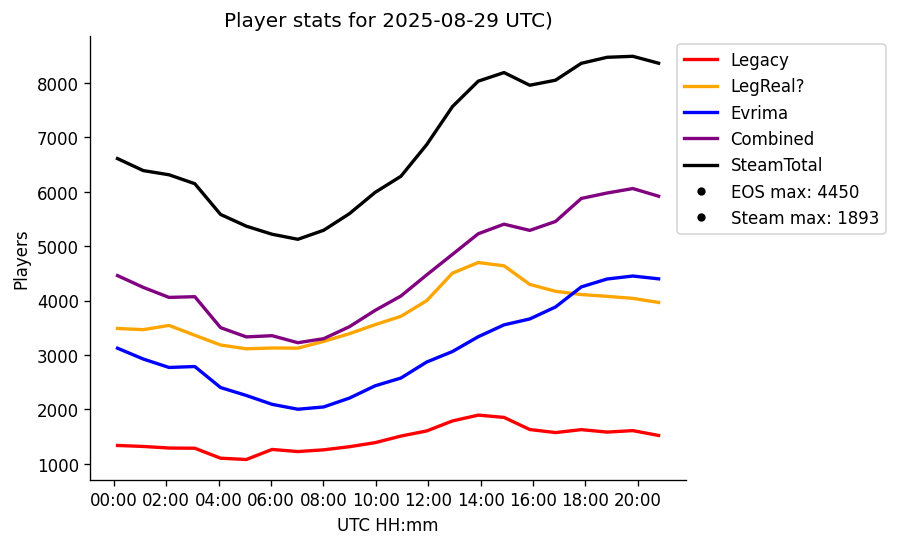 Player stats for 2025-08-29 UTC)
Legacy
LegReal?
Evrima
Combined
SteamTotal
EOS max: 4450
Steam max: 1893
8000
7000
6000
5000
4000
3000
2000
1000
Players
00:00 02:00 04:00 06:00 08:00 10:00 12:00 14:00 16:00 18:00 20:00
UTC HH:mm